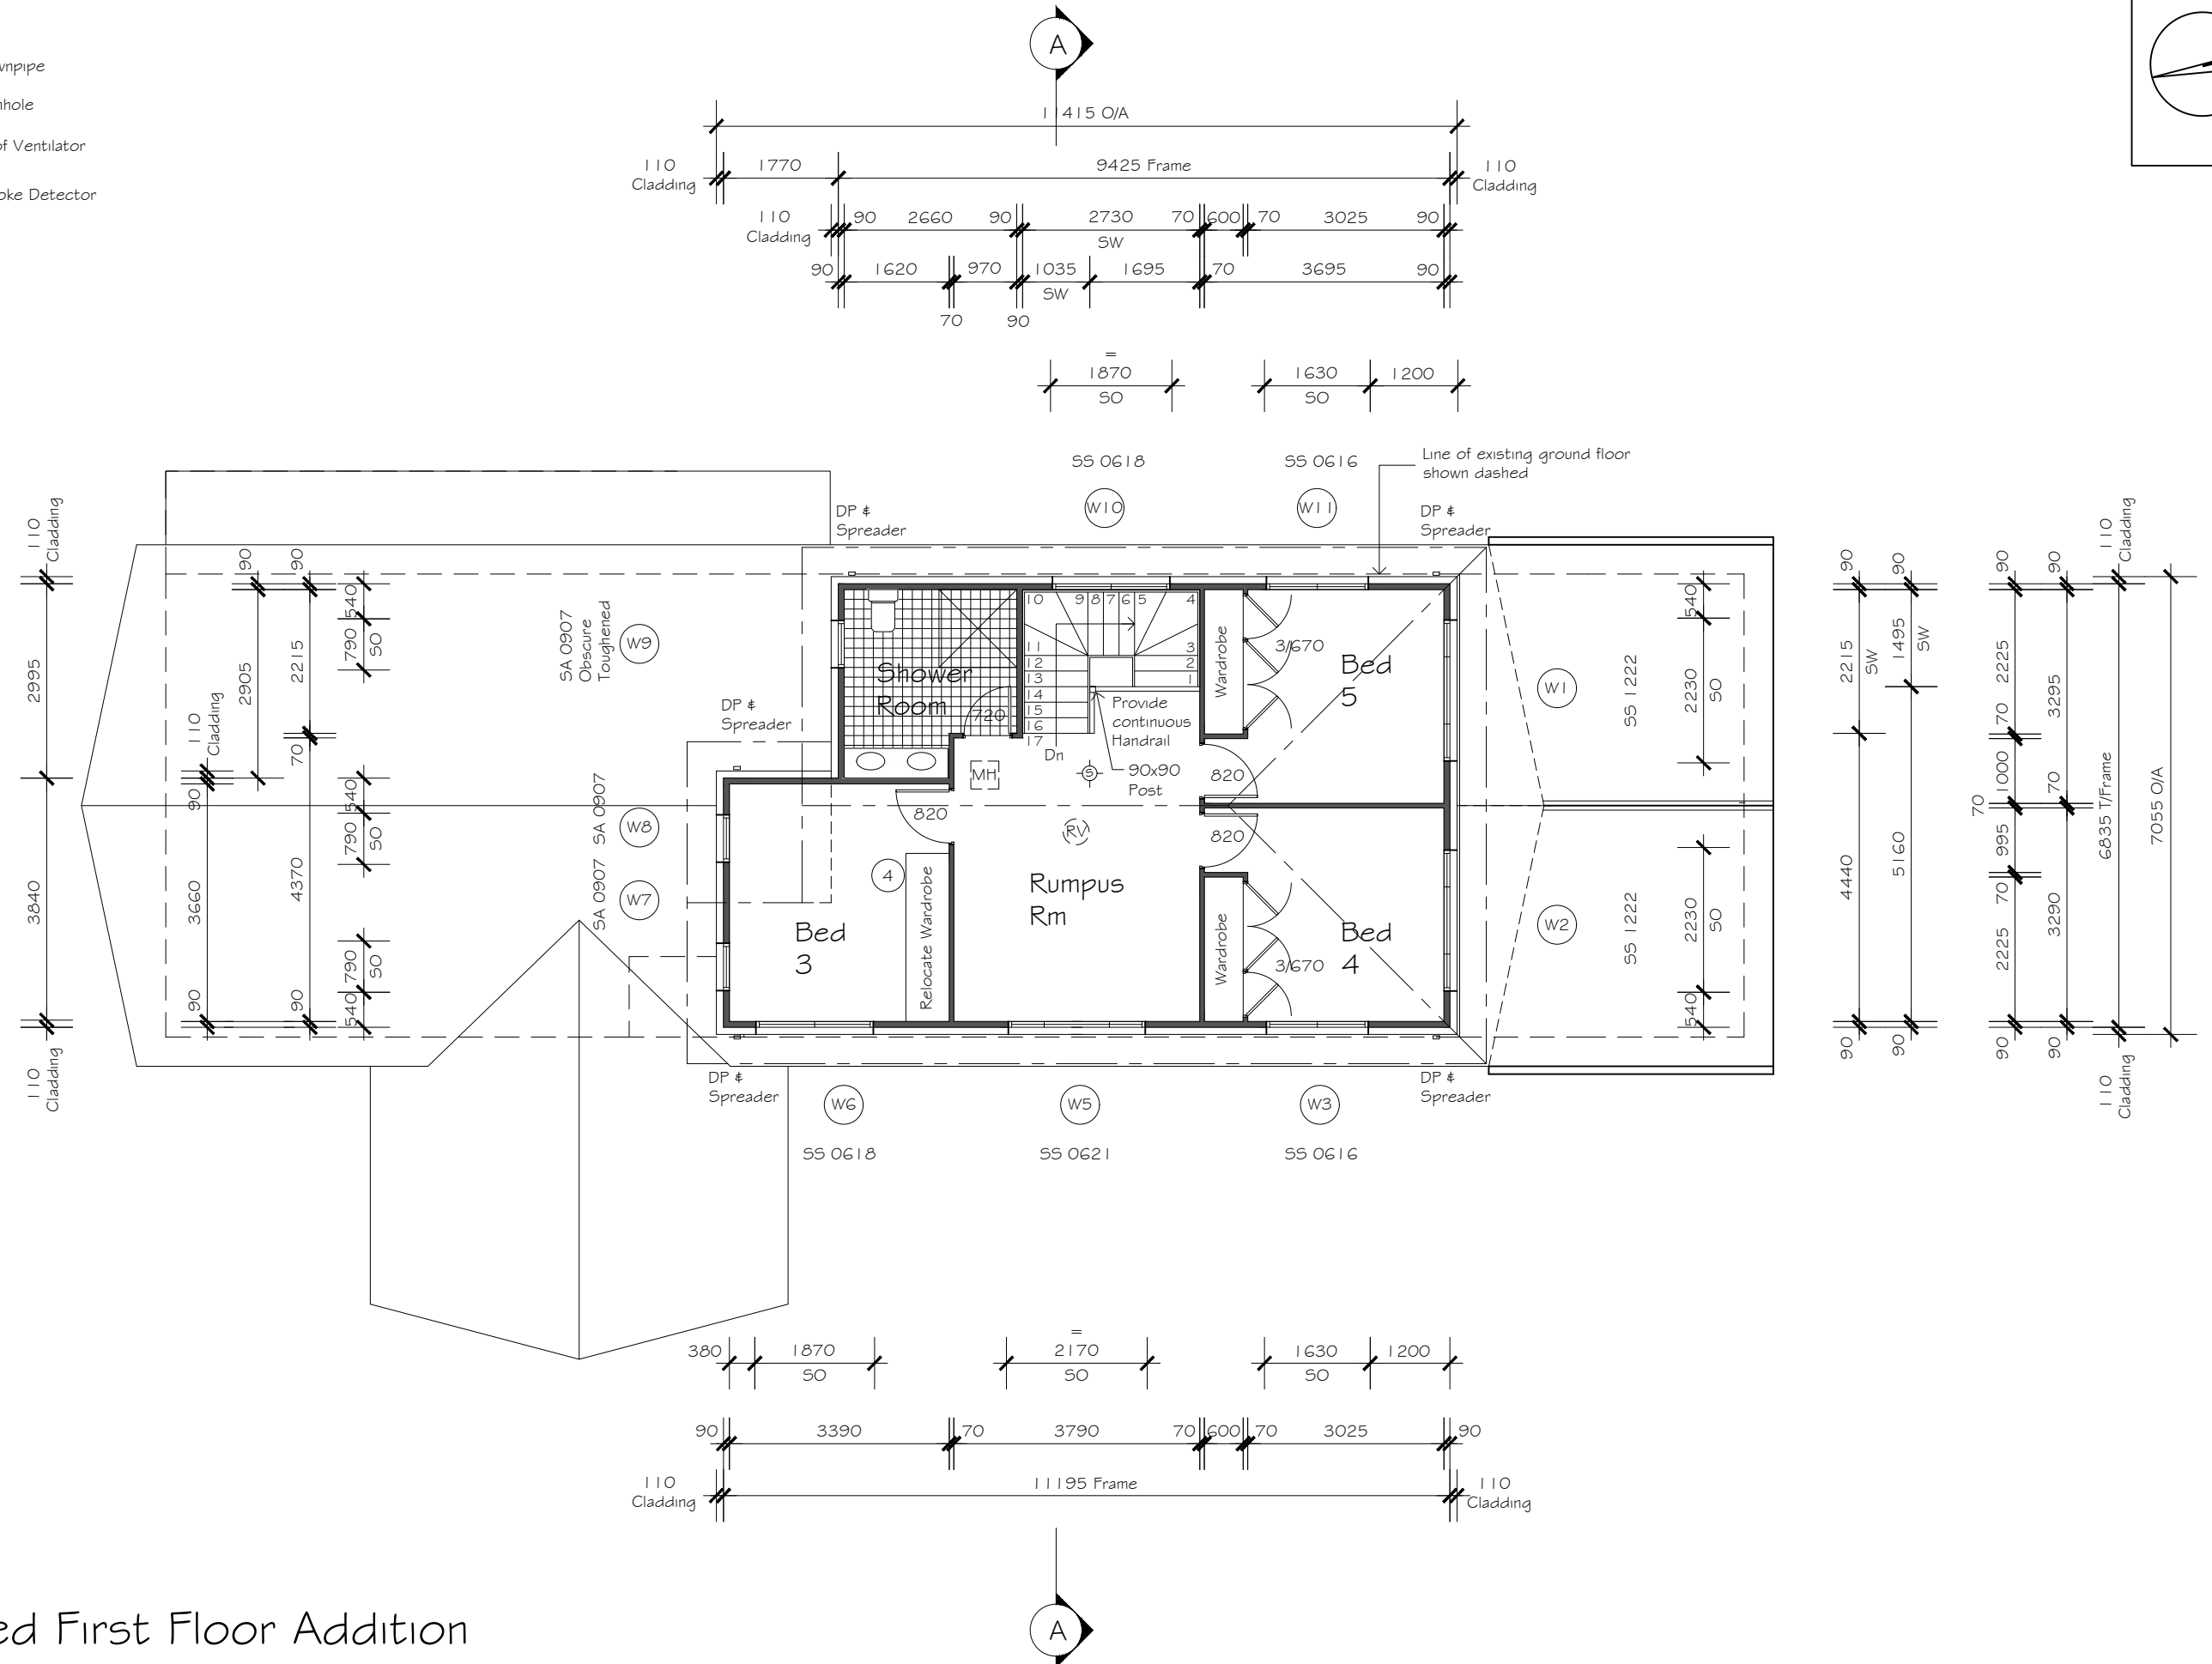 A
wnpipe
nhole
of Ventilator
oke Detector
11415 O/A
110
Cladding
1770
9425 Frame
110
Cladding
110
Cladding
90
2660
90
2730
SW
70
600
70
3025
90
90
1620
970
1035
SW
1695
70
3695
90
70
90
=
1870
SO
1630
SO
1200
SS 0618
SS 0616
Line of existing ground floor
shown dashed
W10
W11
DP &
Spreader
DP &
Spreader
110
Cladding
2995
3840
110
Cladding
110
Cladding
90
3660
90
90
2905
90
2215
70
4370
90
540
790
SO
540
790
SO
790
SO
540
SA 0907
Obscure
Toughened
W9
SA 0907
W8
SA 0907
W7
DP &
Spreader
Shower
Room
720
10
9
8
7
6
5
4
11
12
13
14
15
16
17
3
2
1
Dn
Provide
continuous
Handrail
90x90
Post
MH
S
RV
Wardrobe
3/670
Bed
5
820
820
820
4
Relocate Wardrobe
Bed
3
Rumpus
Rm
Wardrobe
3/670
Bed
4
W1
SS 1222
W2
SS 1222
540
2230
SO
2230
SO
540
90
2215
SW
4440
90
90
1495
SW
5160
90
90
2225
70
1000
70
995
70
2225
90
90
3295
70
3290
90
110
Cladding
6835 T/Frame
110
Cladding
7055 O/A
DP &
Spreader
DP &
Spreader
W6
W5
W3
SS 0618
SS 0621
SS 0616
380
1870
SO
=
2170
SO
1630
SO
1200
90
3390
70
3790
70
600
70
3025
90
110
Cladding
11195 Frame
110
Cladding
ed First Floor Addition
A